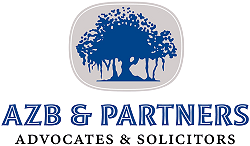 AZB & PARTNERS
ADVOCATES & SOLICITORS